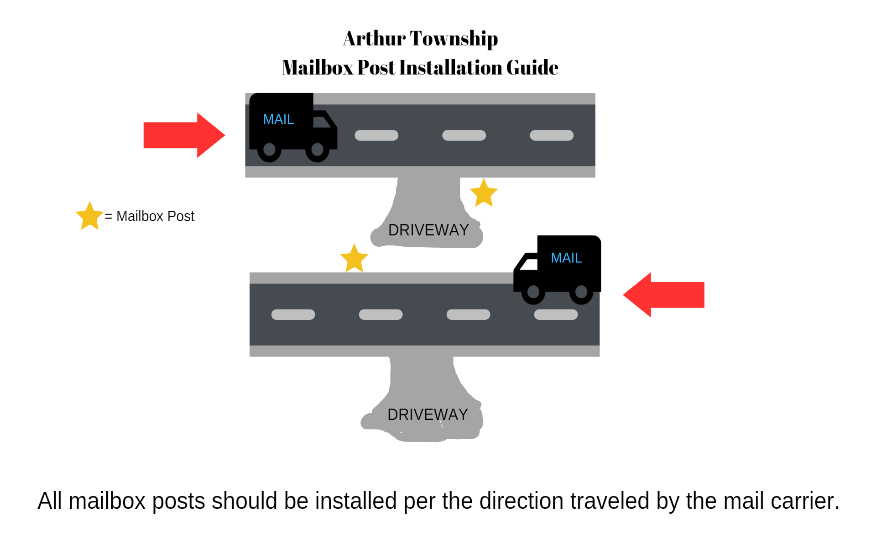 Arthur Township
Mailbox Post Installation Guide
MAIL
= Mailbox Post
DRIVEWAY
MAIL
DRIVEWAY
All mailbox posts should be installed per the direction traveled by the mail carrier.